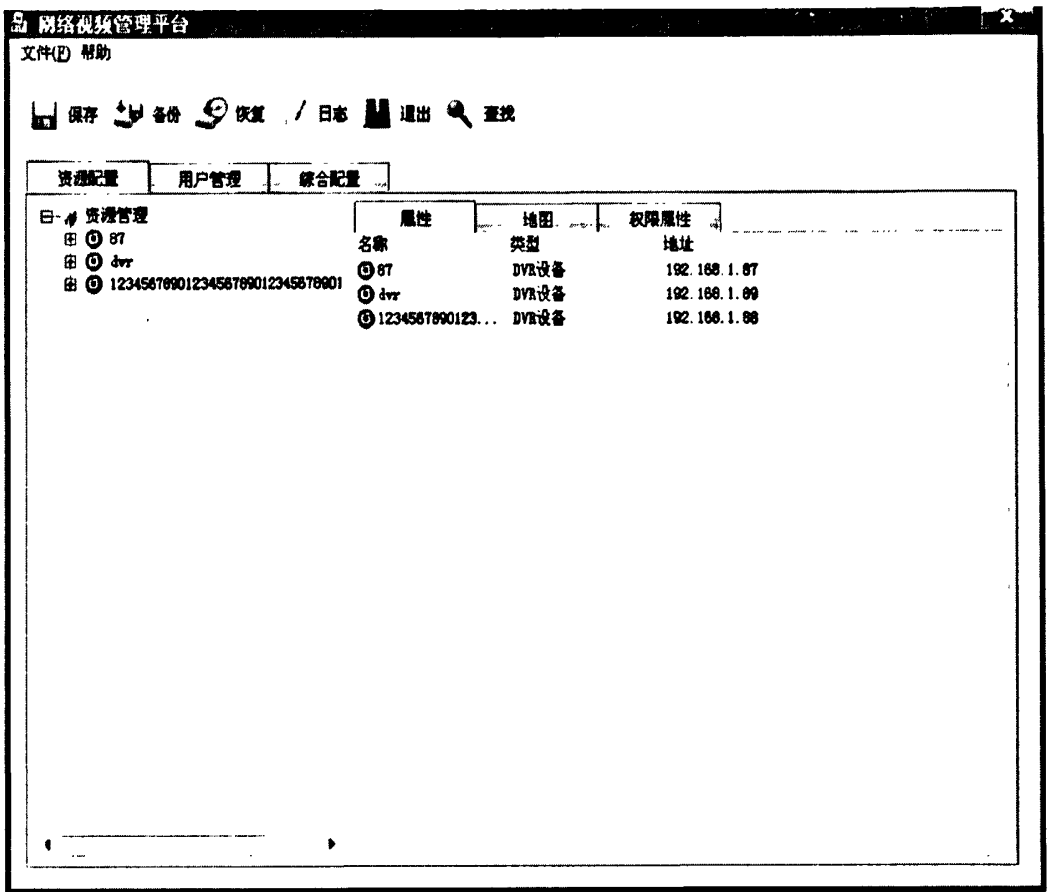 网络视频管理平台
文件(F) 帮助
保存 备份 恢复 日志 退出 查找
资源配置 用户管理 综合配置
资源管理
87
dvr
1234567890123456789012345678901
属性 地图 权限属性
名称 类型 地址
87 DVR设备 192.168.1.87
dvr DVR设备 192.168.1.89
1234567890123... DVR设备 192.168.1.88